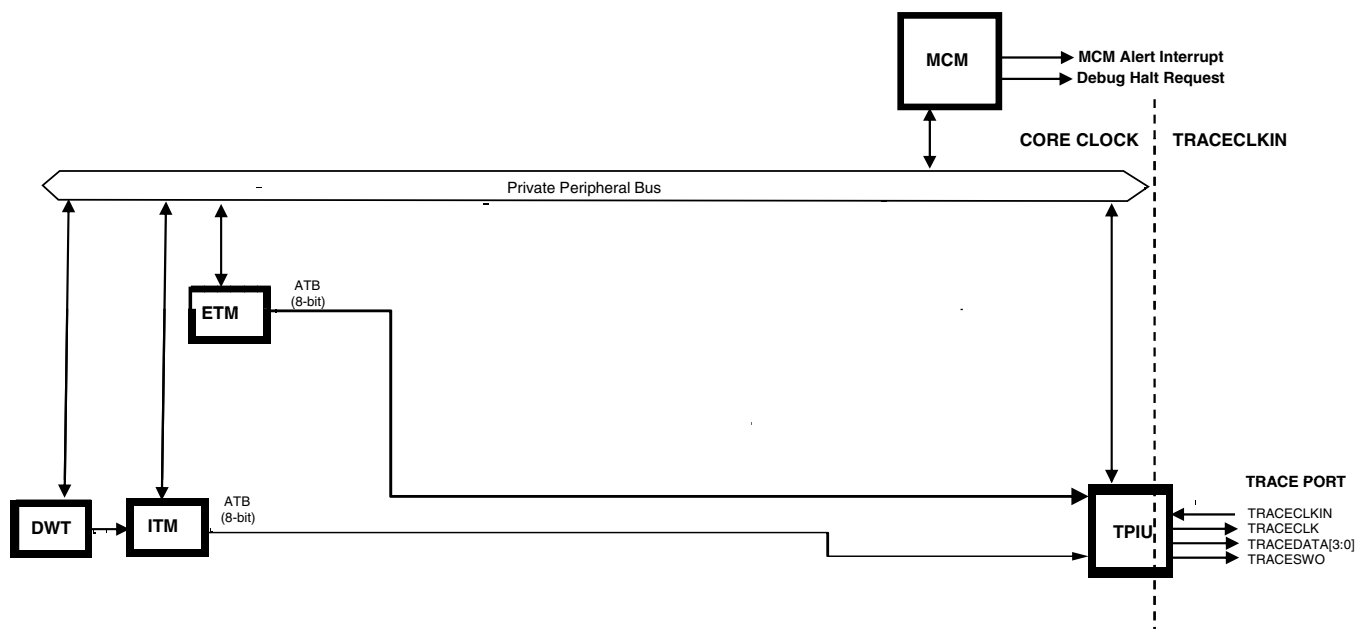 MCM
MCM Alert Interrupt
Debug Halt Request
CORE CLOCK
TRACECLKIN
Private Peripheral Bus
ETM
ATB
(8-bit)
DWT
ITM
ATB
(8-bit)
TPIU
TRACE PORT
TRACECLKIN
TRACECLK
TRACEDATA[3:0]
TRACESWO